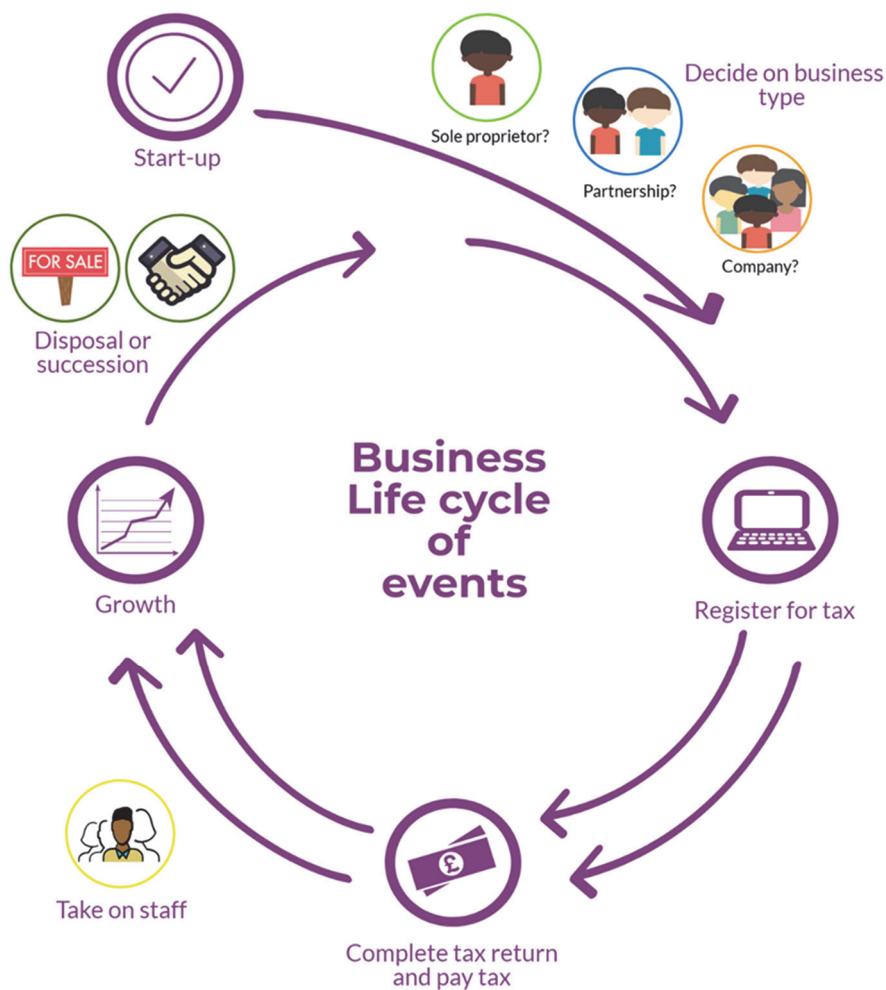 Start-up
Sole proprietor?
Partnership?
Decide on business
type
Company?
FOR SALE
Disposal or
succession
Business
Life cycle
of
events
Growth
Register for tax
Take on staff
£
Complete tax return
and pay tax